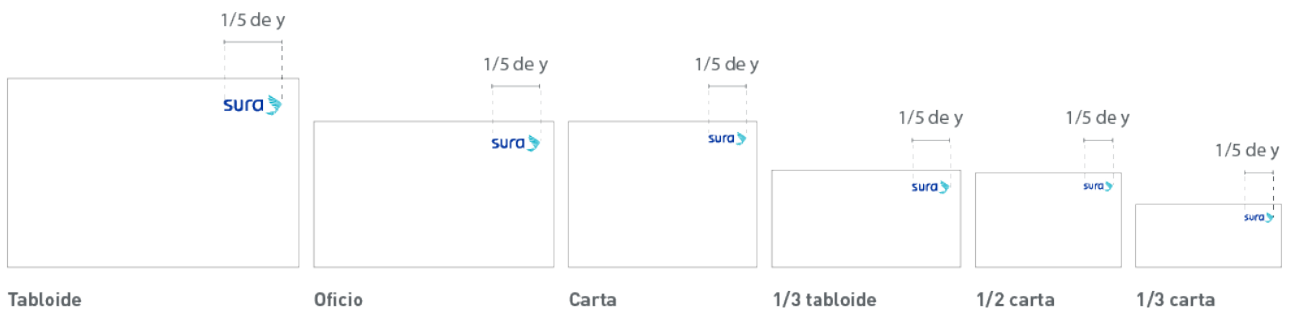 1/5 de y
1/5 de y
1/5 de y
1/5 de y
1/5 de y
1/5 de y
sura
sura
sura
sura
sura
sura
Tabloide
Oficio
Carta
1/3 tabloide
1/2 carta
1/3 carta